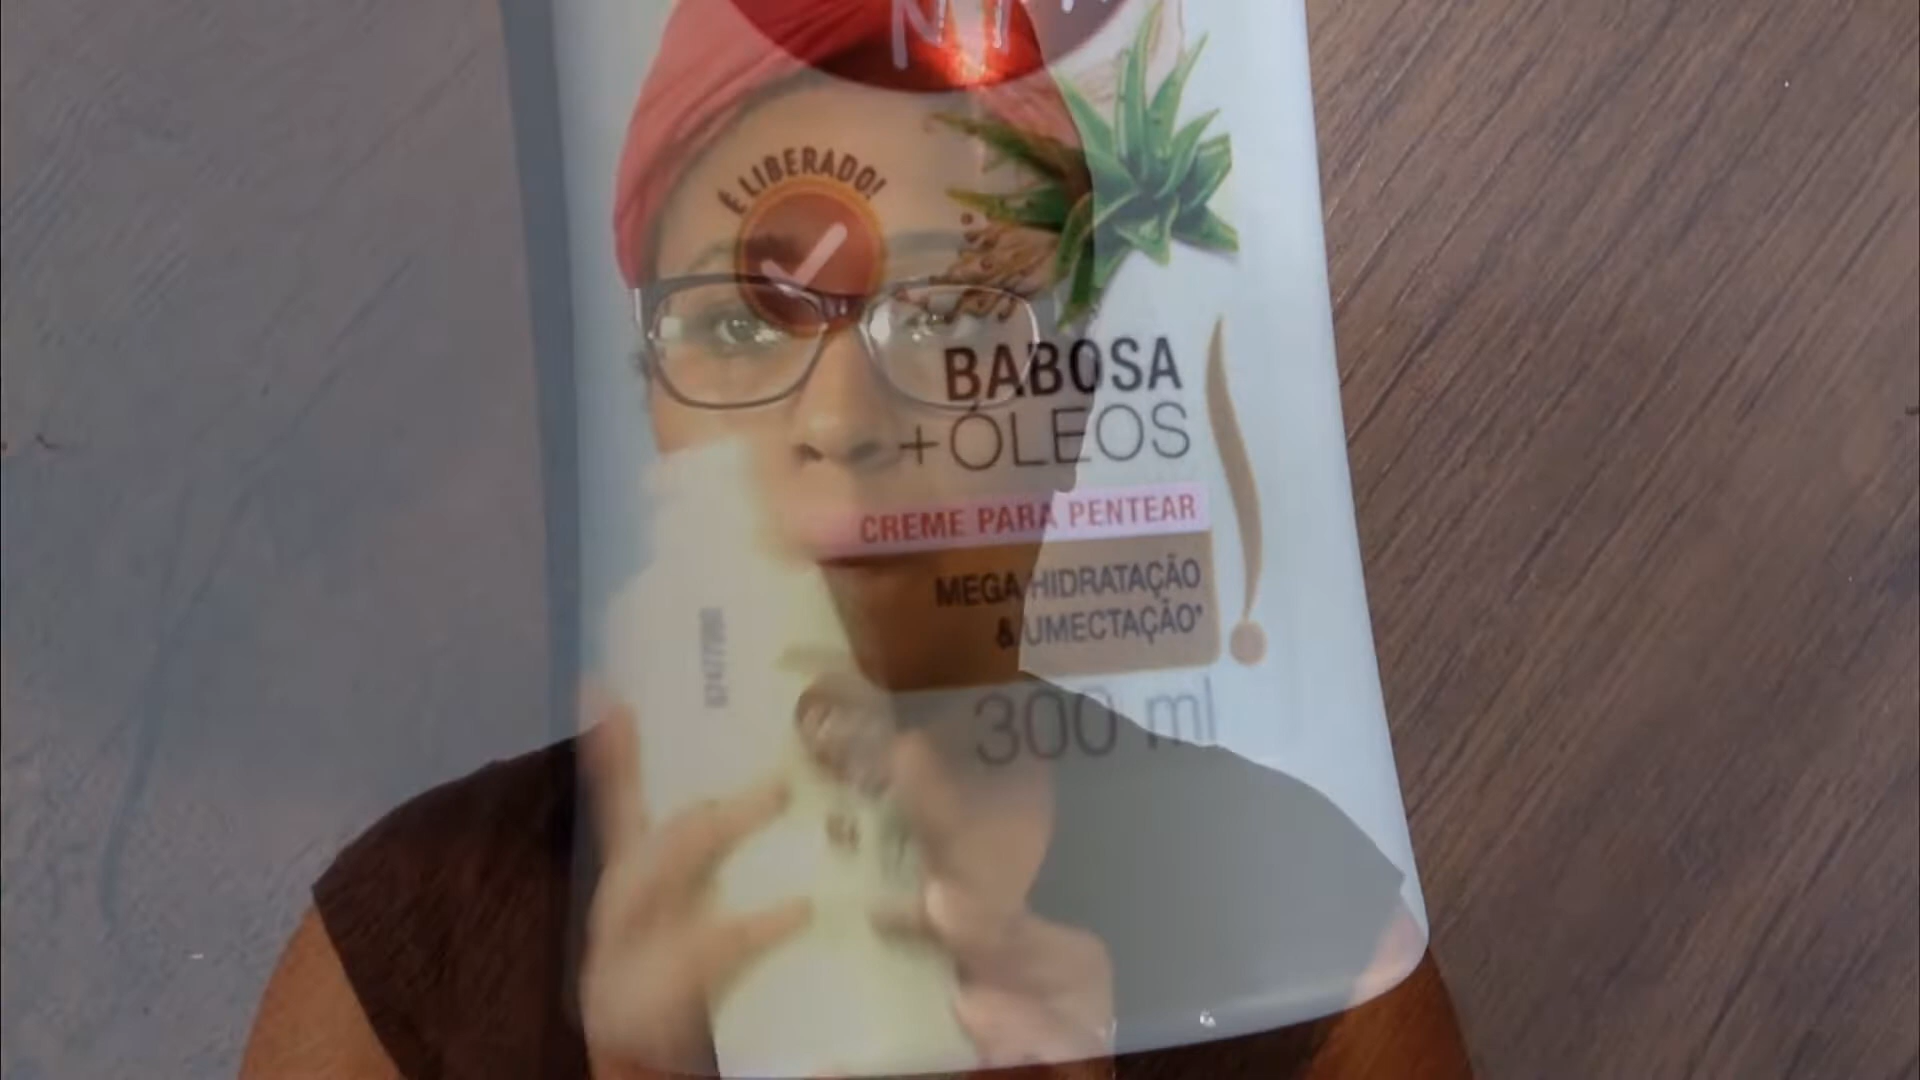 É LIBERADO!
BABOSA
+ÓLEOS
CREME PARA PENTEAR
MEGA HIDRATAÇÃO
& UMECTAÇÃO*
300 ml